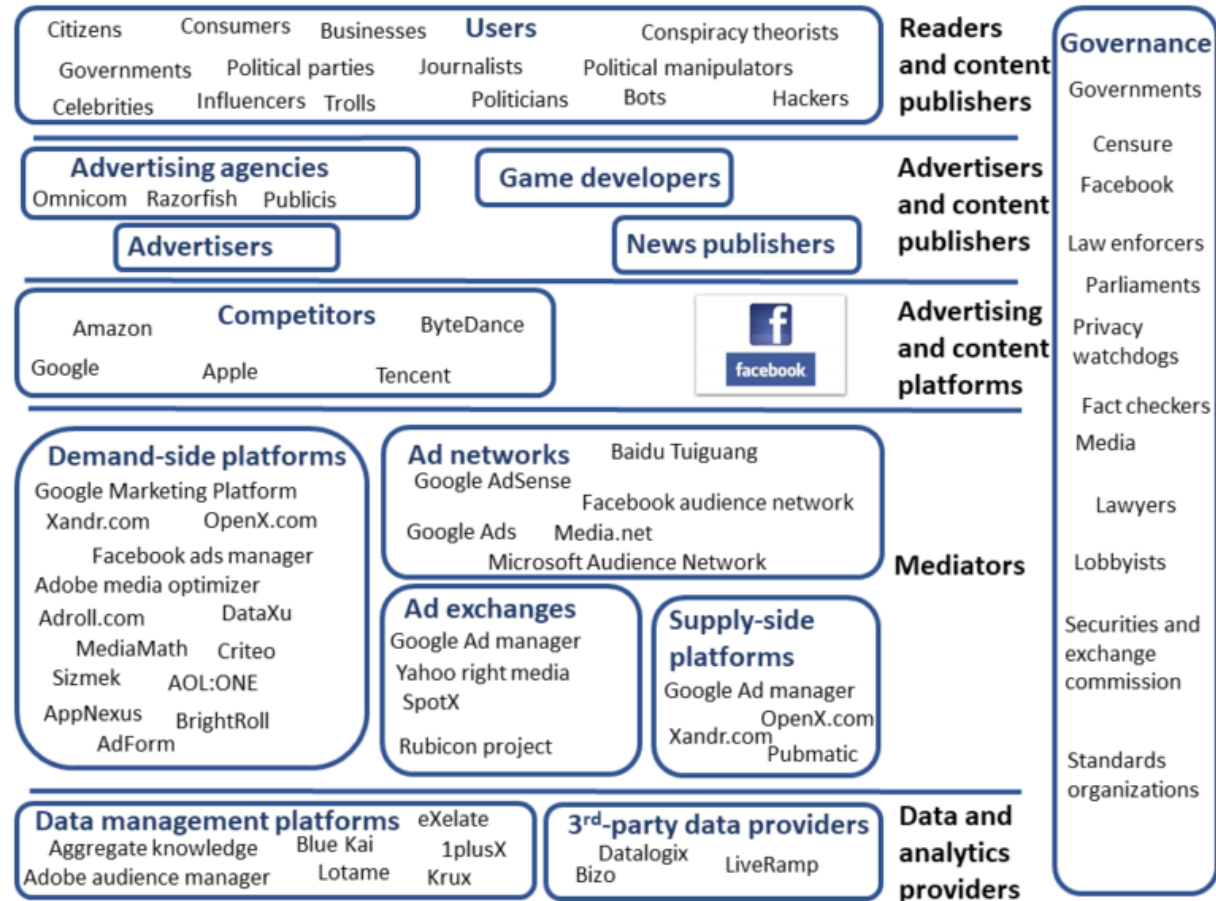 Citizens Consumers Businesses Users Conspiracy theorists
Governments Political parties Journalists Political manipulators
Celebrities Influencers Trolls Politicians Bots Hackers
Readers
and content
publishers
Advertising agencies
Omnicom Razorfish Publicis
Game developers
Advertisers
News publishers
Advertisers
and content
publishers
Competitors
Amazon ByteDance
Google Apple Tencent
f
facebook
Advertising
and content
platforms
Demand-side platforms
Google Marketing Platform
Xandr.com OpenX.com
Facebook ads manager
Adobe media optimizer
Adroll.com DataXu
MediaMath Criteo
Sizmek AOL:ONE
AppNexus BrightRoll
AdForm
Ad networks Baidu Tuiguang
Google AdSense
Facebook audience network
Google Ads Media.net
Microsoft Audience Network
Ad exchanges
Google Ad manager
Yahoo right media
SpotX
Rubicon project
Supply-side
platforms
Google Ad manager
OpenX.com
Xandr.com
Pubmatic
Mediators
Data management platforms eXelate
Aggregate knowledge Blue Kai 1plusX
Adobe audience manager Lotame Krux
3rd-party data providers
Datalogix LiveRamp
Bizo
Data and
analytics
providers
Governance
Governments
Censure
Facebook
Law enforcers
Parliaments
Privacy
watchdogs
Fact checkers
Media
Lawyers
Lobbyists
Securities and
exchange
commission
Standards
organizations